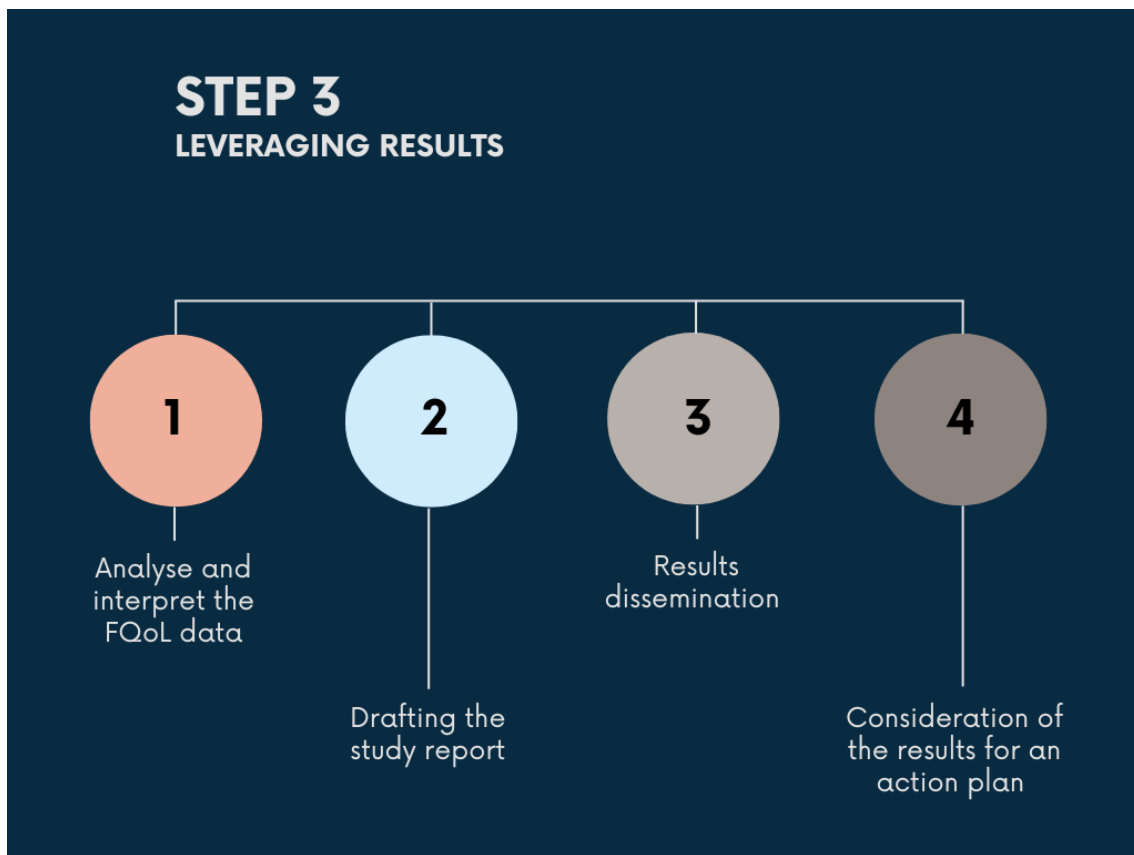 STEP 3
LEVERAGING RESULTS
1
2
3
4
Analyse and
interpret the
FQoL data
Drafting the
study report
Results
dissemination
Consideration of
the results for an
action plan